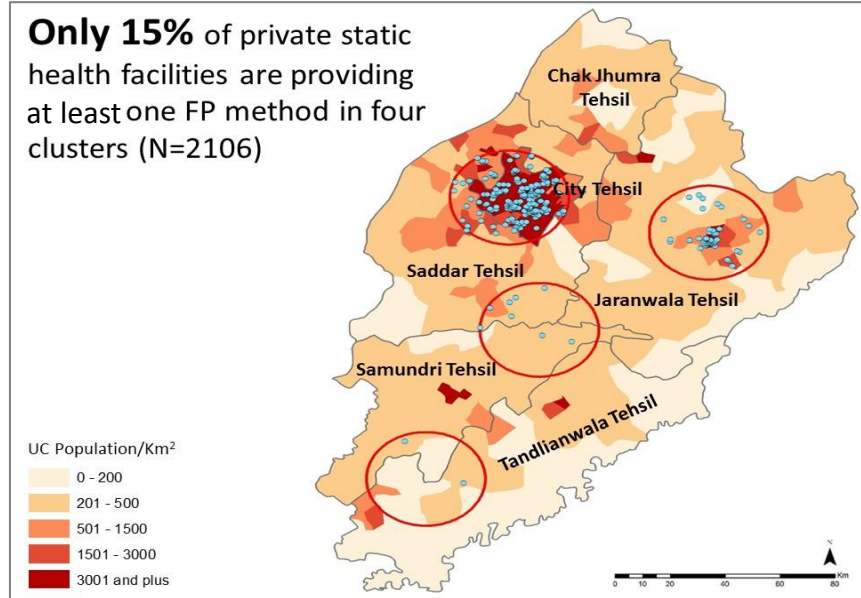 Only 15% of private static
health facilities are providing
at least one FP method in four
clusters (N=2106)
Chak Jhumra
Tehsil
City Tehsil
Saddar Tehsil
Jaranwala Tehsil
Samundri Tehsil
Tandlianwala Tehsil
UC Population/Km²
0 - 200
201 - 500
501 - 1500
1501 - 3000
3001 and plus
N
Km
0 5 10 20 30 40 60 80